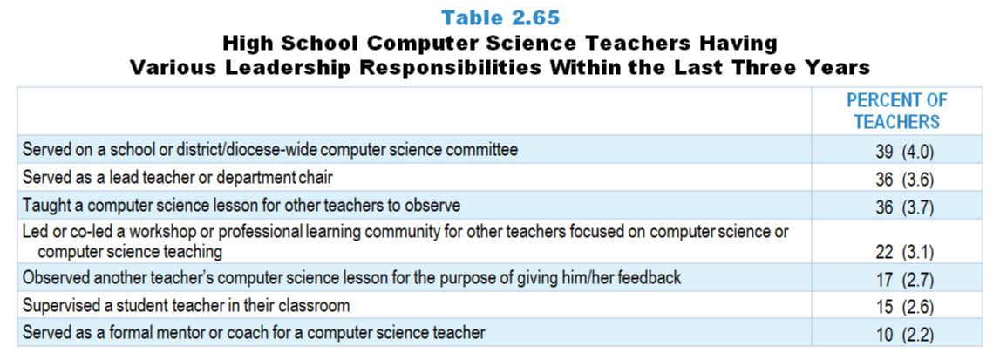 Table 2.65
High School Computer Science Teachers Having
Various Leadership Responsibilities Within the Last Three Years
PERCENT OF
TEACHERS
Served on a school or district/diocese-wide computer science committee 39 (4.0)
Served as a lead teacher or department chair 36 (3.6)
Taught a computer science lesson for other teachers to observe 36 (3.7)
Led or co-led a workshop or professional learning community for other teachers focused on computer science or
computer science teaching 22 (3.1)
Observed another teacher’s computer science lesson for the purpose of giving him/her feedback 17 (2.7)
Supervised a student teacher in their classroom 15 (2.6)
Served as a formal mentor or coach for a computer science teacher 10 (2.2)